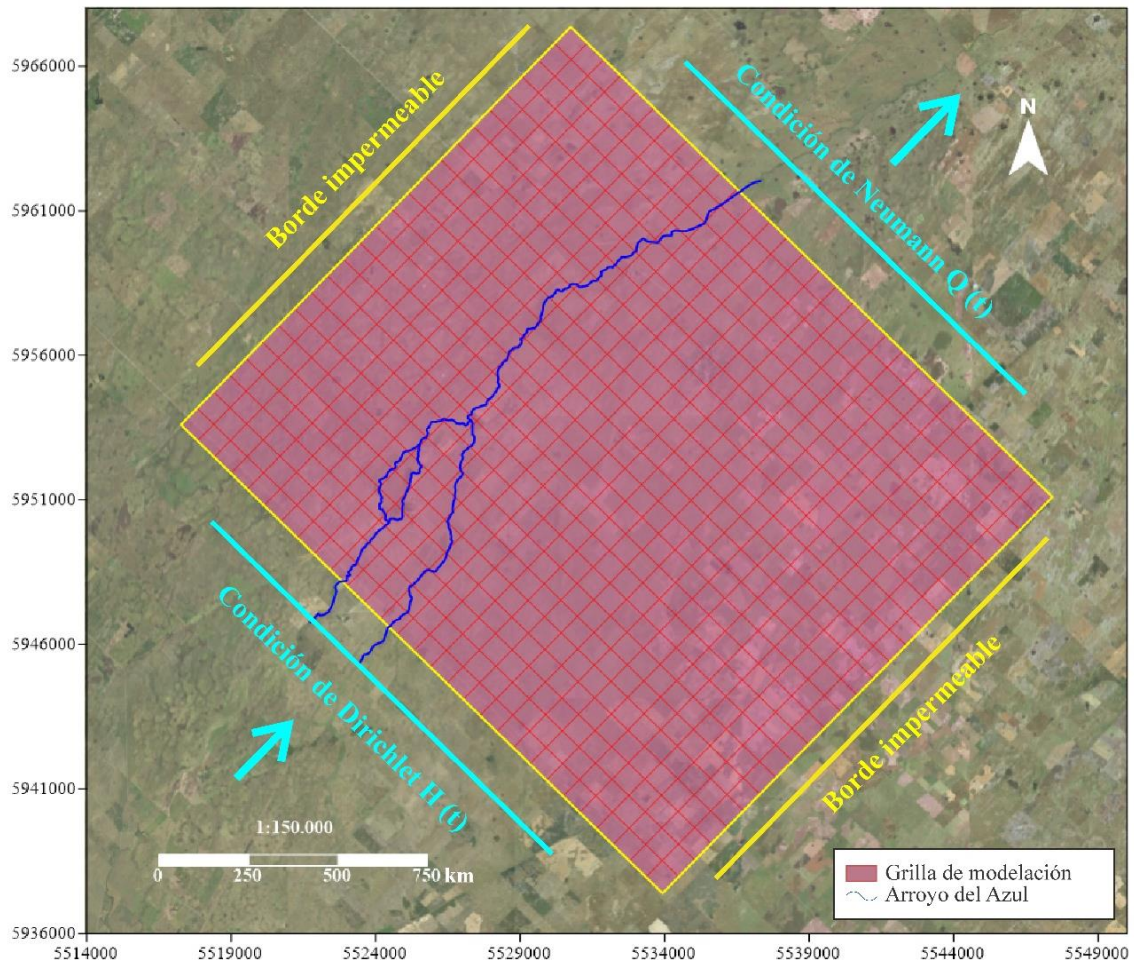 5966000
5961000
5956000
5951000
5946000
5941000
5936000
Borde impermeable
Condición de Neumann Q (t)
N
Condición de Dirichlet H (t)
Borde impermeable
1:150.000
0 250 500 750 km
Grilla de modelación
Arroyo del Azul
5514000 5519000 5524000 5529000 5534000 5539000 5544000 5549000